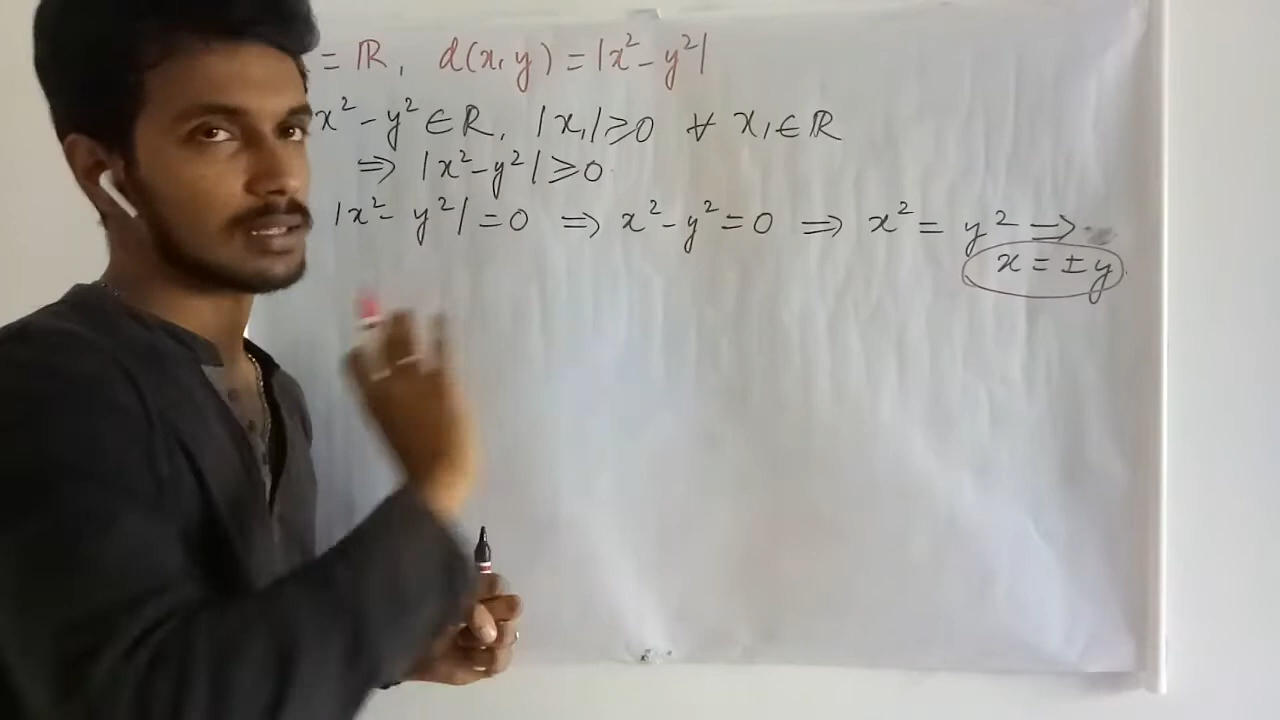 = ℝ, d(x, y) = |x² - y²|
x² - y² ∈ ℝ, |x₁| ≥ 0 ∀ x₁ ∈ ℝ
⇒ |x² - y²| ≥ 0
|x² - y²| = 0 ⇒ x² - y² = 0 ⇒ x² = y² ⇒
x = ± y